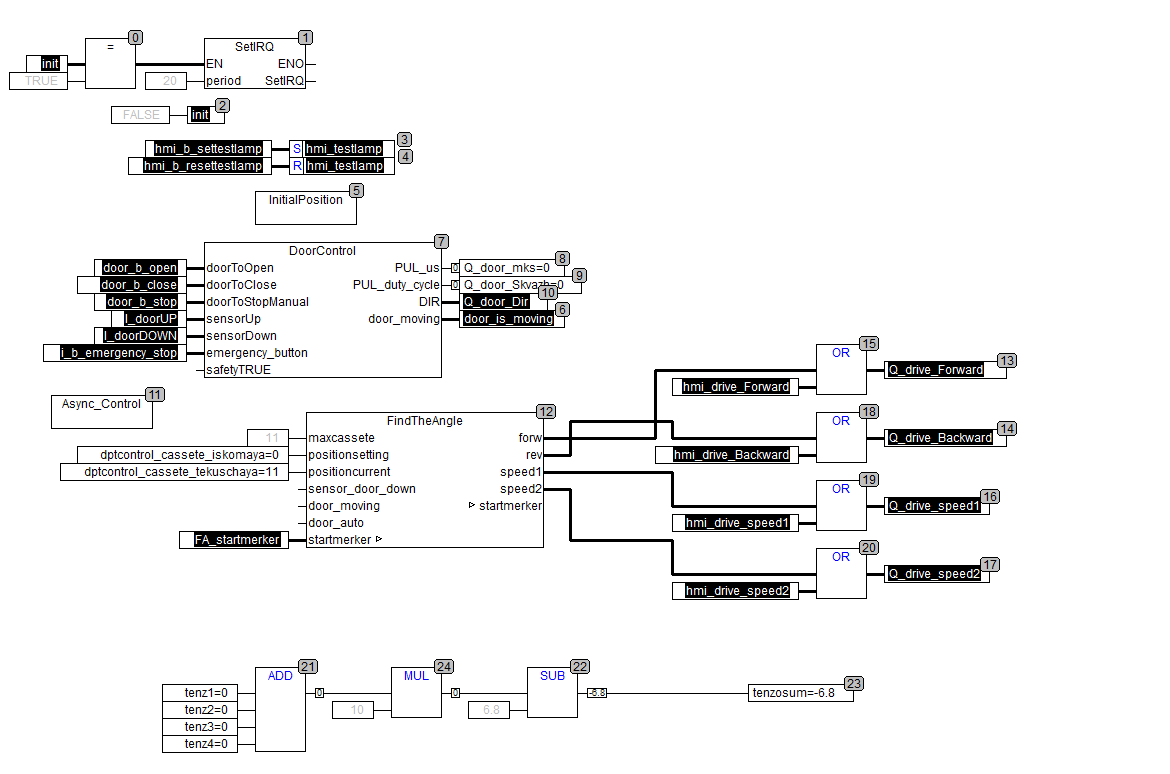 0
=
init
TRUE
1
SetIRQ
EN ENO
20 period SetIRQ
2
FALSE init
3
hmi_b_settestlamp S hmi_testlamp
4
hmi_b_resettestlamp R hmi_testlamp
5
InitialPosition
7
DoorControl
door_b_open doorToOpen PUL_us 0 Q_door_mks=0 8
door_b_close doorToClose PUL_duty_cycle 0 Q_door_Skvazh=0 9
door_b_stop doorToStopManual DIR Q_door_Dir 10
I_doorUP sensorUp door_moving door_is_moving 6
I_doorDOWN sensorDown
i_b_emergency_stop emergency_button
safetyTRUE
11
Async_Control
12
FindTheAngle
11 maxcassete forw
dptcontrol_cassete_iskomaya=0 positionsetting rev
dptcontrol_cassete_tekuschaya=11 positioncurrent speed1
sensor_door_down speed2
door_moving startmerker
door_auto
FA_startmerker startmerker
15
OR
13
Q_drive_Forward
hmi_drive_Forward
18
OR
14
Q_drive_Backward
hmi_drive_Backward
19
OR
16
Q_drive_speed1
hmi_drive_speed1
20
OR
17
Q_drive_speed2
hmi_drive_speed2
21
ADD
tenz1=0
tenz2=0
tenz3=0
tenz4=0
0
24
MUL
10
0
22
SUB
6.8
-6.8
23
tenzosum=-6.8